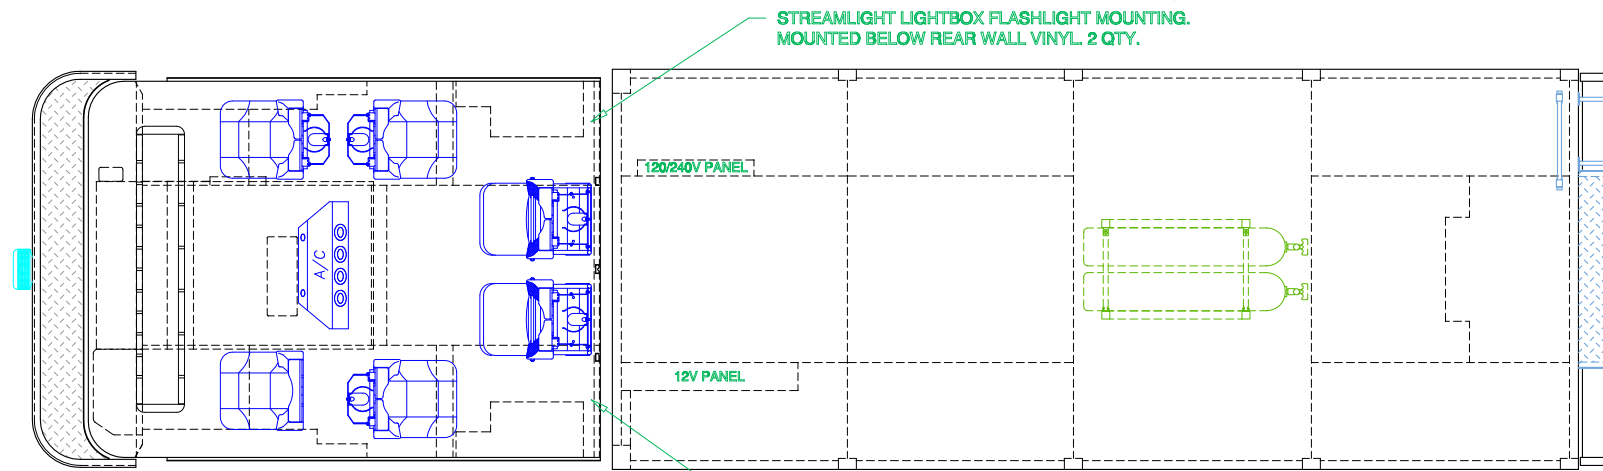 STREAMLIGHT LIGHTBOX FLASHLIGHT MOUNTING.
MOUNTED BELOW REAR WALL VINYL. 2 QTY.
120/240V PANEL
A/C
12V PANEL